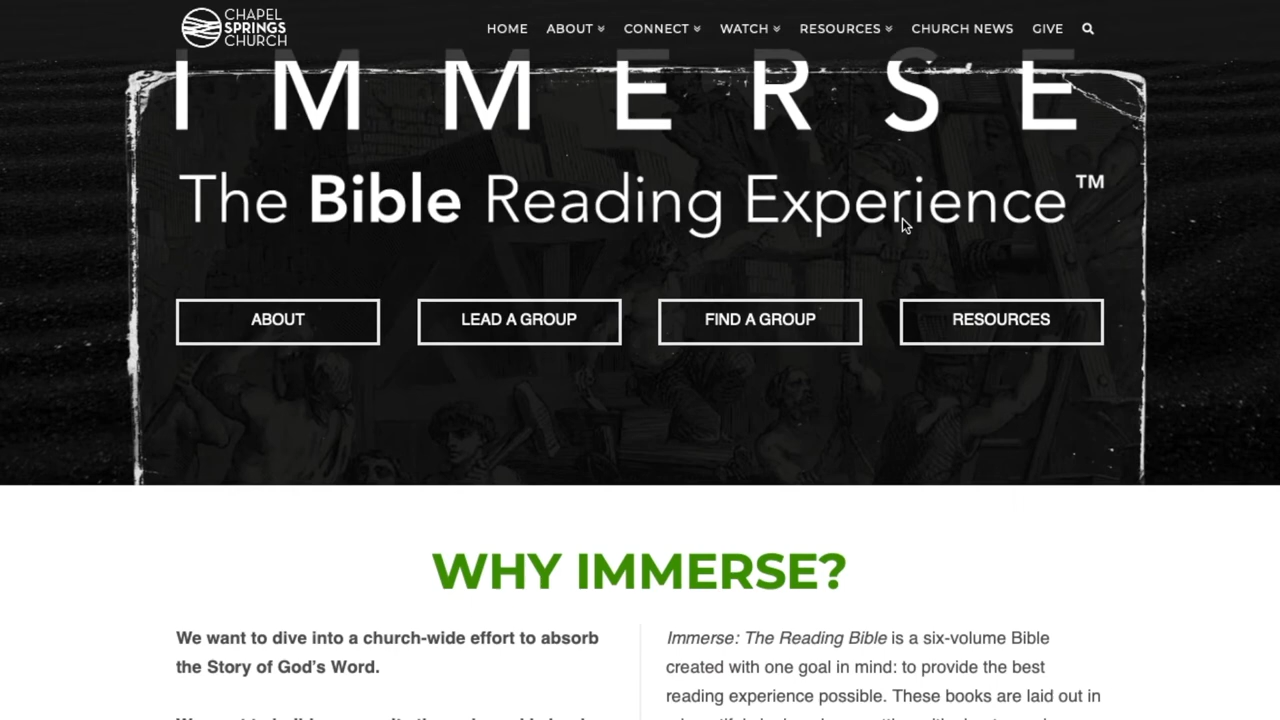 CHAPEL
SPRINGS
CHURCH
HOME ABOUT CONNECT WATCH RESOURCES CHURCH NEWS GIVE
IMMERSE
The Bible Reading Experience™
ABOUT LEAD A GROUP FIND A GROUP RESOURCES
WHY IMMERSE?
We want to dive into a church-wide effort to absorb
the Story of God's Word.
Immerse: The Reading Bible is a six-volume Bible
created with one goal in mind: to provide the best
reading experience possible. These books are laid out in